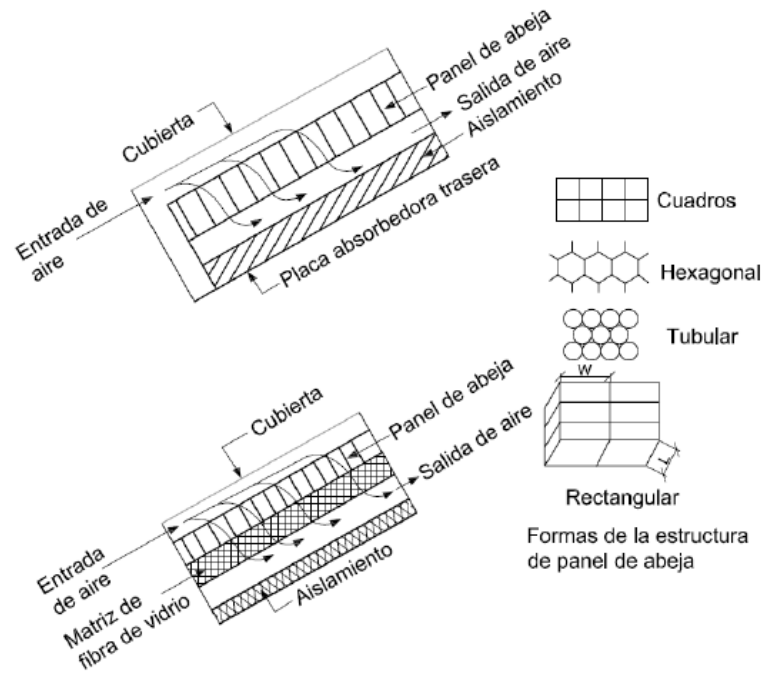 Panel de abeja
Salida de aire
Aislamiento
Cubierta
Entrada de
aire
Placa absorbedora trasera
Cuadros
Hexagonal
Tubular
W
L
Rectangular
Formas de la estructura
de panel de abeja
Cubierta
Panel de abeja
Salida de aire
Entrada
de aire
Matriz de
fibra de vidrio
Aislamiento